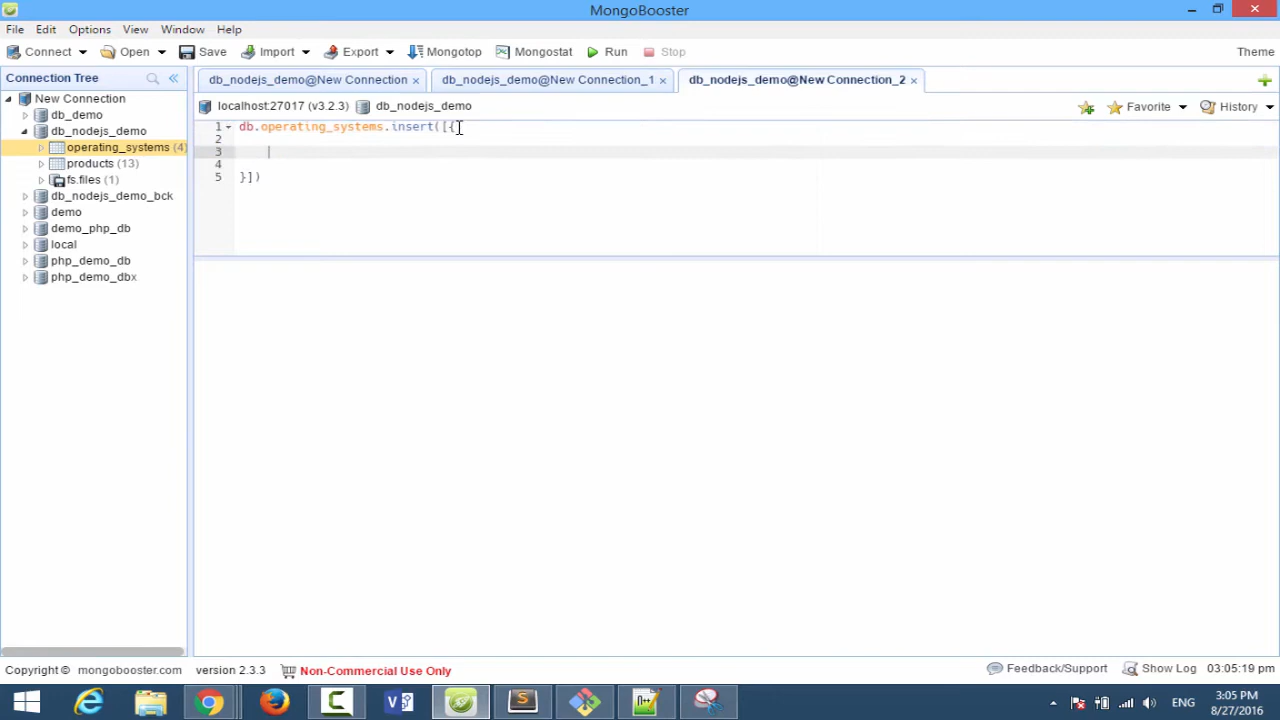 MongoBooster
File Edit Options View Window Help
Connect Open Save Import Export Mongotop Mongostat Run Stop Theme
Connection Tree
db_nodejs_demo@New Connection × db_nodejs_demo@New Connection_1 × db_nodejs_demo@New Connection_2 ×
localhost:27017 (v3.2.3) db_nodejs_demo Favorite History
New Connection
db_demo
db_nodejs_demo
operating_systems (4)
products (13)
fs.files (1)
db_nodejs_demo_bck
demo
demo_php_db
local
php_demo_db
php_demo_dbx
1 db.operating_systems.insert([{
2
3
4
5 }])
Copyright © mongobooster.com version 2.3.3 Non-Commercial Use Only Feedback/Support Show Log 03:05:19 pm
ENG
3:05 PM
8/27/2016